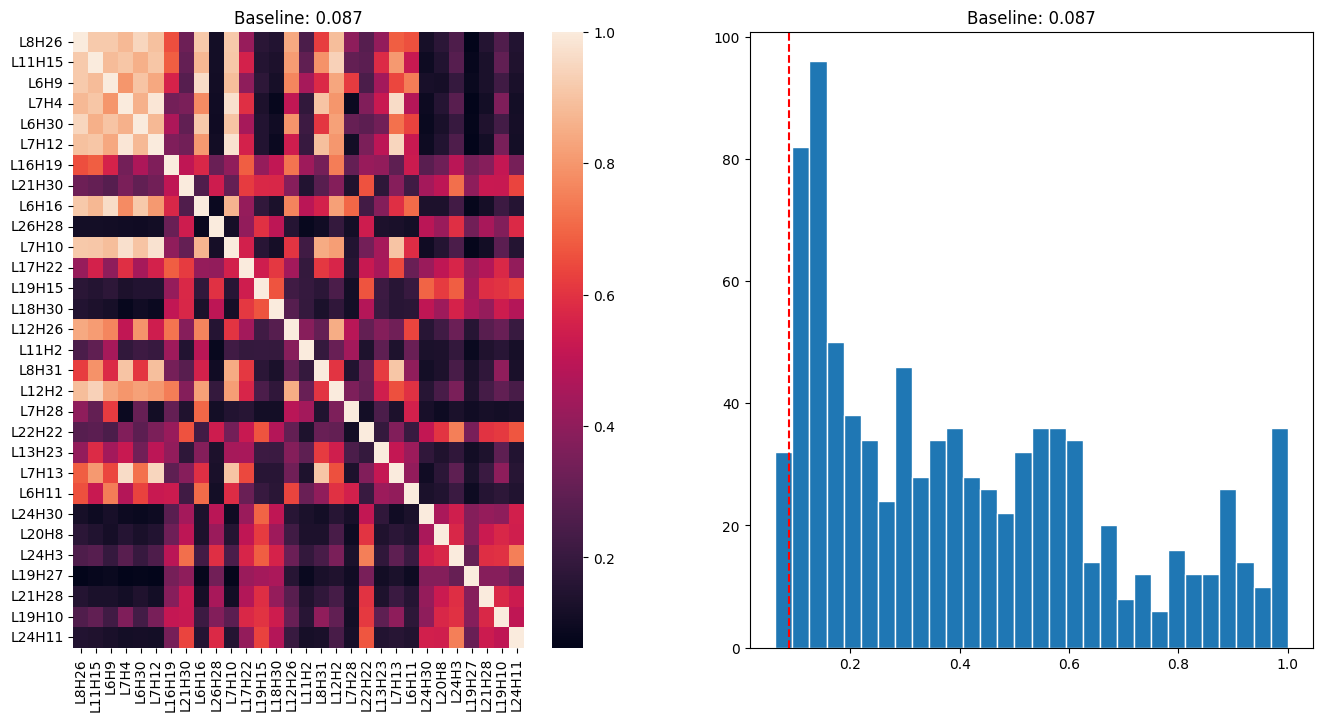 Baseline: 0.087
L8H26
L11H15
L6H9
L7H4
L6H30
L7H12
L16H19
L21H30
L6H16
L26H28
L7H10
L17H22
L19H15
L18H30
L12H26
L11H2
L8H31
L12H2
L7H28
L22H22
L13H23
L7H13
L6H11
L24H30
L20H8
L24H3
L19H27
L21H28
L19H10
L24H11
L8H26
L11H15
L6H9
L7H4
L6H30
L7H12
L16H19
L21H30
L6H16
L26H28
L7H10
L17H22
L19H15
L18H30
L12H26
L11H2
L8H31
L12H2
L7H28
L22H22
L13H23
L7H13
L6H11
L24H30
L20H8
L24H3
L19H27
L21H28
L19H10
L24H11
1.0
0.8
0.6
0.4
0.2
Baseline: 0.087
100
80
60
40
20
0
0.2 0.4 0.6 0.8 1.0